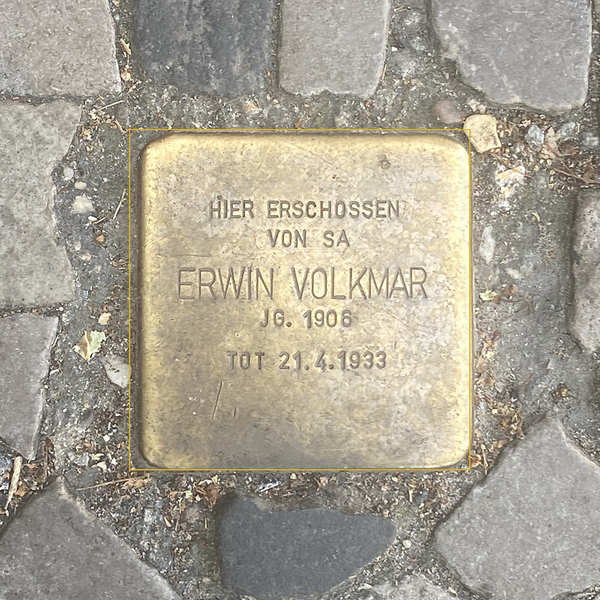 HIER ERSCHOSSEN
VON SA
ERWIN VOLKMAR
JG. 1906
TOT 21.4.1933